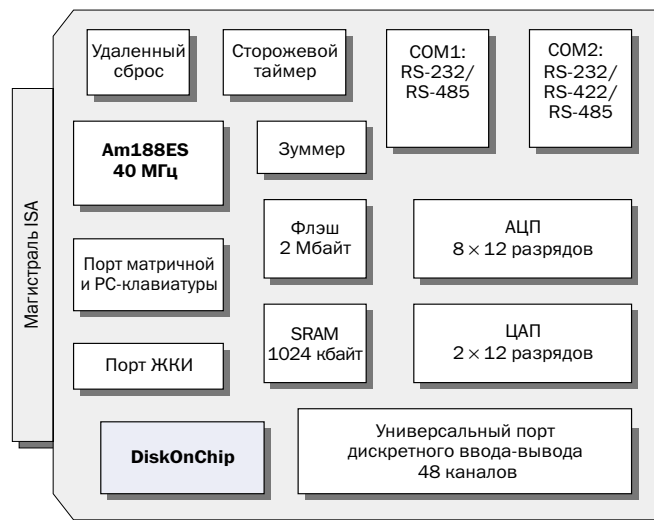 Удаленный
сброс
Сторожевой
таймер
COM1:
RS-232/
RS-485
COM2:
RS-232/
RS-422/
RS-485
Магистраль ISA
Am188ES
40 МГц
Зуммер
Флэш
2 Мбайт
АЦП
8 × 12 разрядов
Порт матричной
и PC-клавиатуры
SRAM
1024 кбайт
ЦАП
2 × 12 разрядов
Порт ЖКИ
DiskOnChip
Универсальный порт
дискретного ввода-вывода
48 каналов